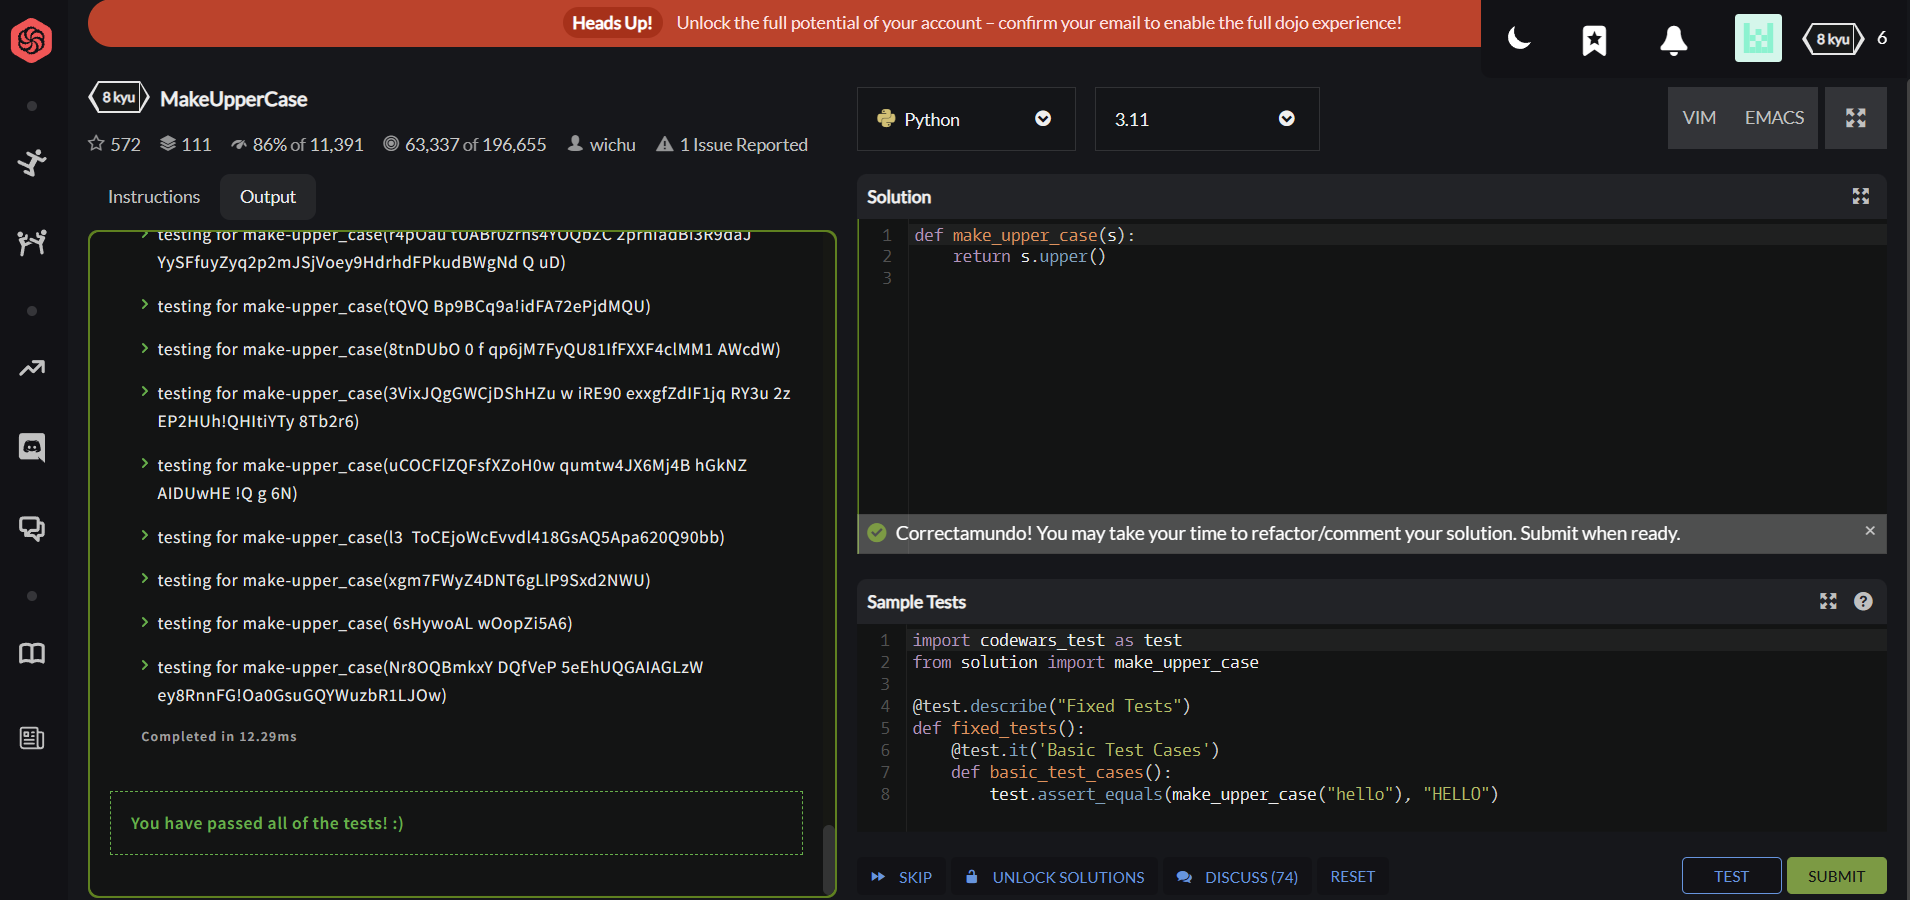 Heads Up! Unlock the full potential of your account – confirm your email to enable the full dojo experience!
8 kyu 6
8 kyu MakeUpperCase
572 111 86% of 11,391 63,337 of 196,655 wichu 1 Issue Reported
Instructions Output
testing for make-upper_case(r4pOau
YySFfuyZyq2p2mJSjVoey9HdrhdFPkudBWgNd Q uD)
testing for make-upper_case(tQVQ Bp9BCq9a!idFA72ePjdMQU)
testing for make-upper_case(8tnDUbO 0 f qp6jM7FyQU81IfFXXF4clMM1 AWcdW)
testing for make-upper_case(3VixJQgGWCjDShHZu w iRE90 exxgfZdIF1jq RY3u 2z
EP2HUh!QHItiYTy 8Tb2r6)
testing for make-upper_case(uCOCFlZQFsfXZoH0w qumtw4JX6Mj4B hGkNZ
AIDUwHE !Q g 6N)
testing for make-upper_case(l3  ToCEjoWcEvvdl418GsAQ5Apa620Q90bb)
testing for make-upper_case(xgm7FWyZ4DNT6gLlP9Sxd2NWU)
testing for make-upper_case( 6sHywoAL wOopZi5A6)
testing for make-upper_case(Nr8OQBmkxY DQfVeP 5eEhUQGAIAGLzW
ey8RnnFG!Oa0GsuGQYWuzbR1LJOw)
Completed in 12.29ms
You have passed all of the tests! :)
Python 3.11 VIM EMACS
Solution
1 def make_upper_case(s):
2     return s.upper()
3
Correctamundo! You may take your time to refactor/comment your solution. Submit when ready. ×
Sample Tests ?
1 import codewars_test as test
2 from solution import make_upper_case
3
4 @test.describe("Fixed Tests")
5 def fixed_tests():
6     @test.it('Basic Test Cases')
7     def basic_test_cases():
8         test.assert_equals(make_upper_case("hello"), "HELLO")
SKIP UNLOCK SOLUTIONS DISCUSS (74) RESET TEST SUBMIT